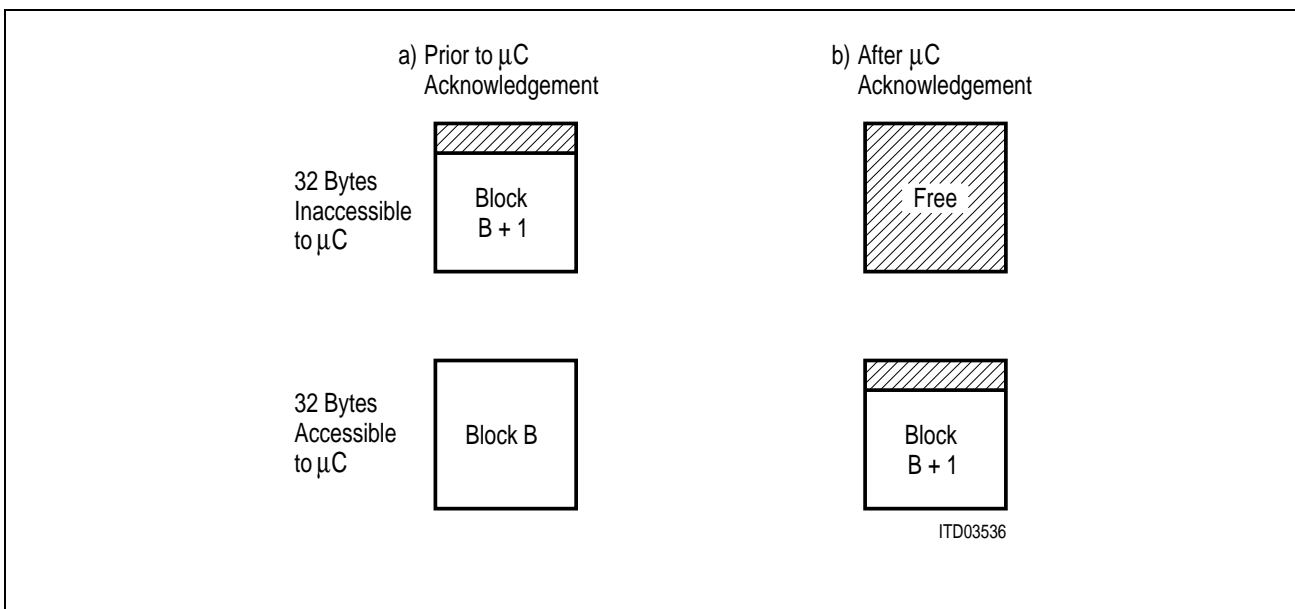 a) Prior to μC
Acknowledgement
b) After μC
Acknowledgement
32 Bytes
Inaccessible
to μC
Block
B + 1
Free
32 Bytes
Accessible
to μC
Block B
Block
B + 1
ITD03536